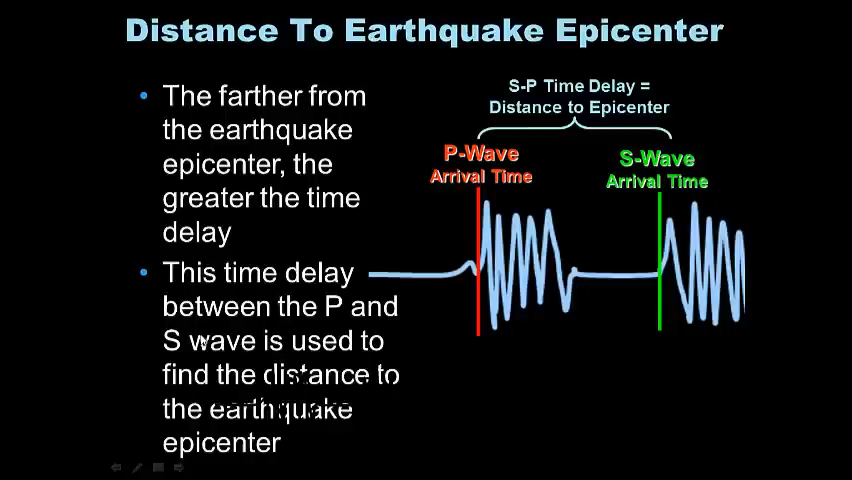 Distance To Earthquake Epicenter
• The farther from
the earthquake
epicenter, the
greater the time
delay
• This time delay
between the P and
S wave is used to
find the distance to
the earthquake
epicenter
S-P Time Delay =
Distance to Epicenter
P-Wave
Arrival Time
S-Wave
Arrival Time